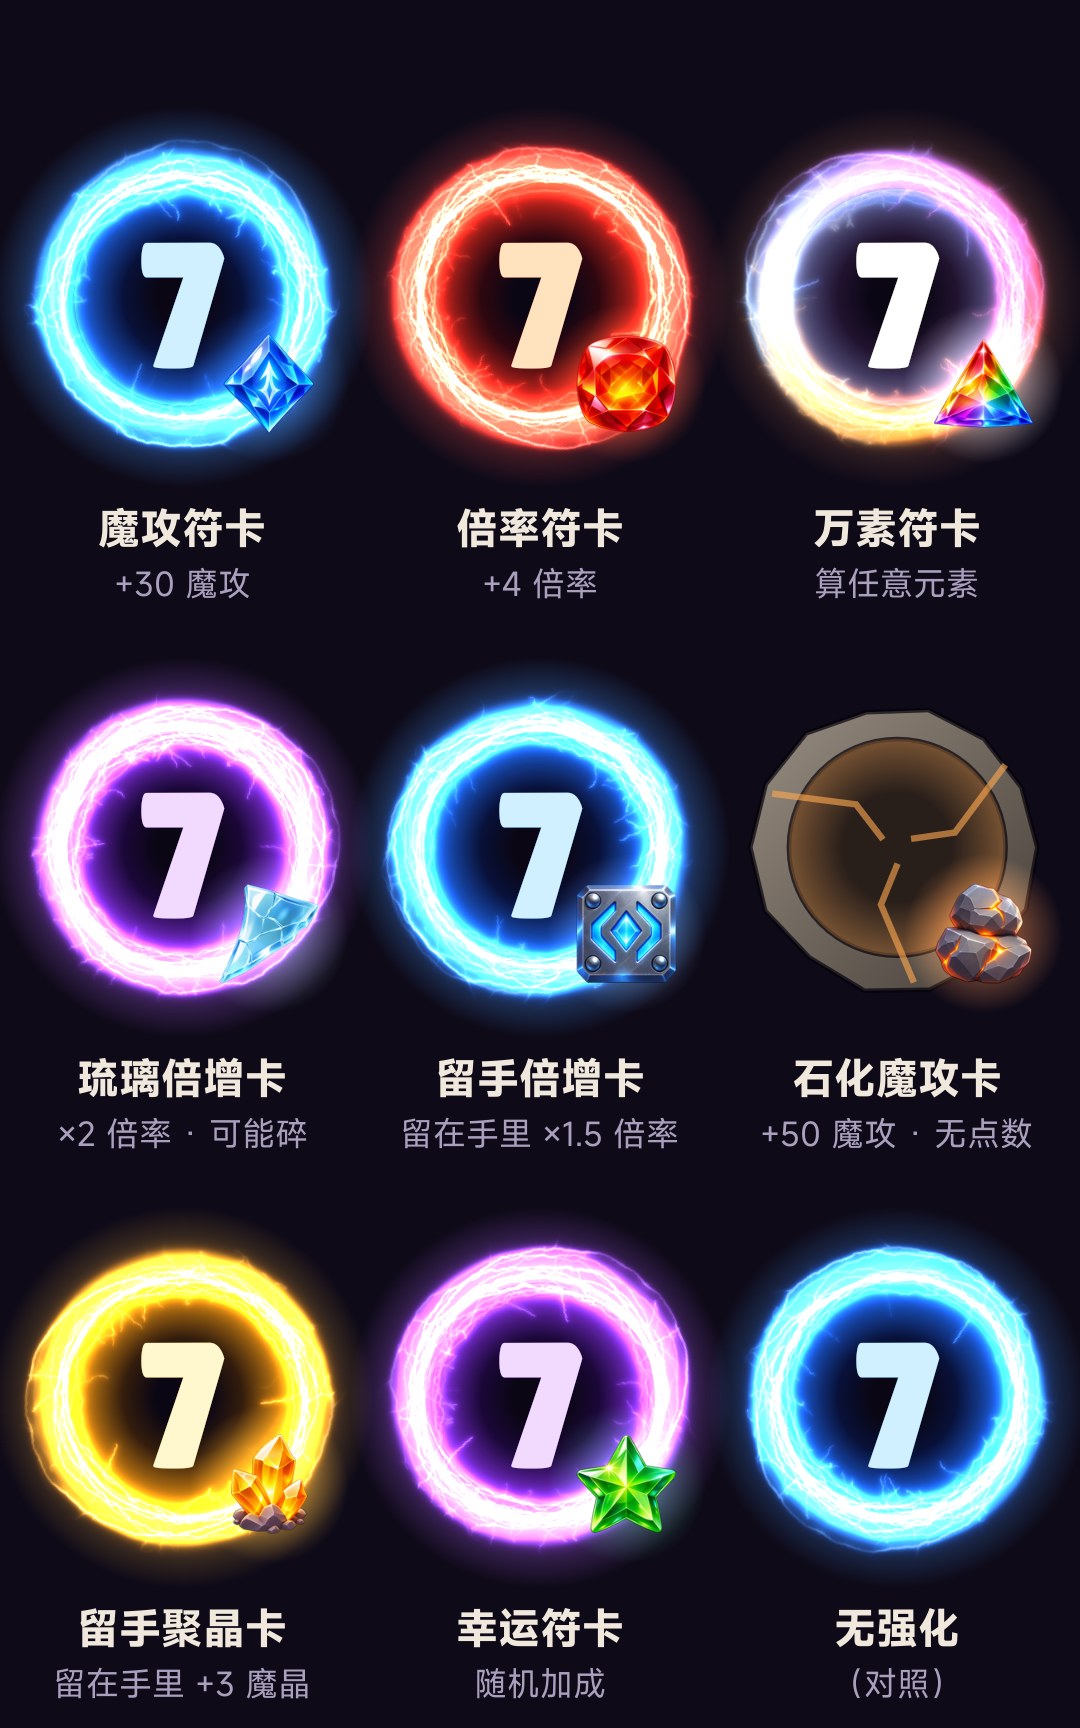 7 7 7
魔攻符卡 倍率符卡 万素符卡
+30 魔攻 +4 倍率 算任意元素
7 7
琉璃倍增卡 留手倍增卡 石化魔攻卡
×2 倍率 · 可能碎 留在手里 ×1.5 倍率 +50 魔攻 · 无点数
7 7 7
留手聚晶卡 幸运符卡 无强化
留在手里 +3 魔晶 随机加成 (对照)